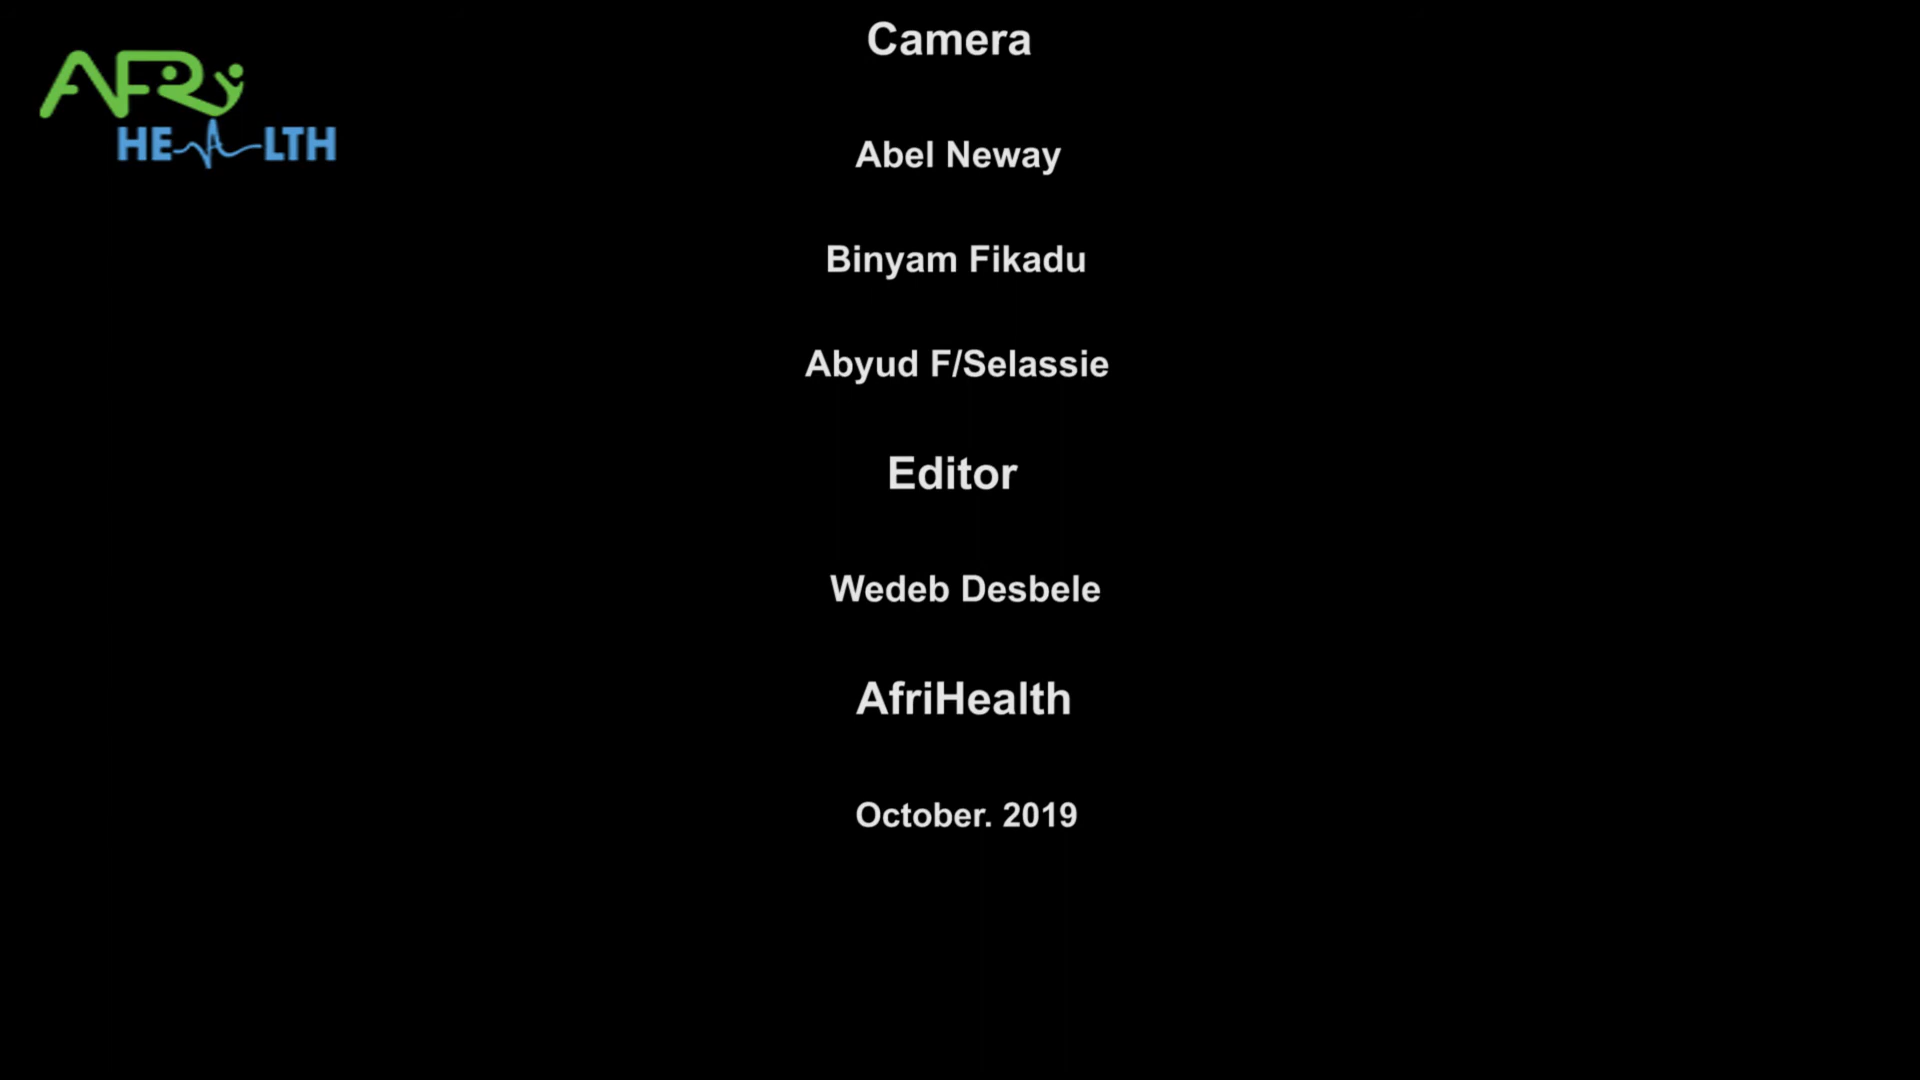 AFRi
HEALTH
Camera
Abel Neway
Binyam Fikadu
Abyud F/Selassie
Editor
Wedeb Desbele
AfriHealth
October. 2019